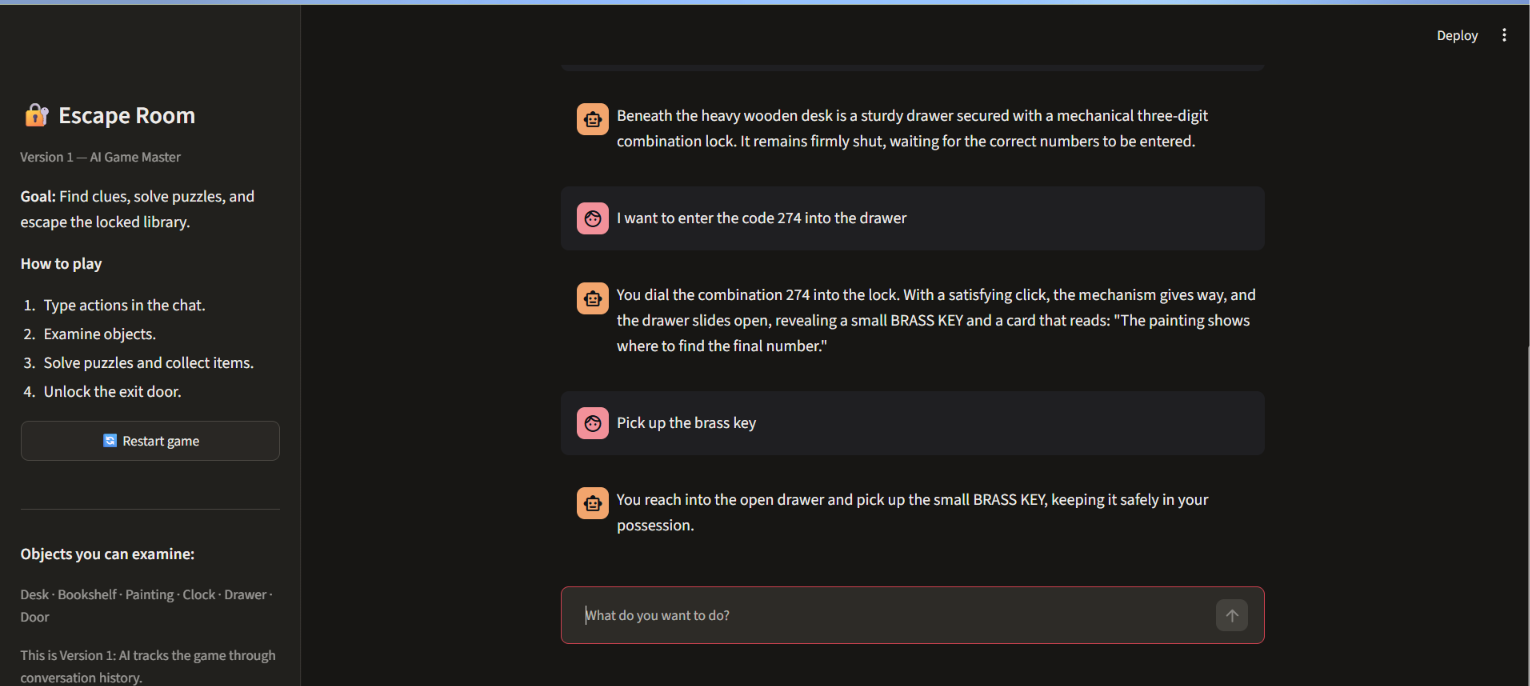 Deploy
Escape Room
Version 1 — AI Game Master
Goal: Find clues, solve puzzles, and
escape the locked library.
How to play
1. Type actions in the chat.
2. Examine objects.
3. Solve puzzles and collect items.
4. Unlock the exit door.
Restart game
Objects you can examine:
Desk · Bookshelf · Painting · Clock · Drawer ·
Door
This is Version 1: AI tracks the game through
conversation history.
Beneath the heavy wooden desk is a sturdy drawer secured with a mechanical three-digit
combination lock. It remains firmly shut, waiting for the correct numbers to be entered.
I want to enter the code 274 into the drawer
You dial the combination 274 into the lock. With a satisfying click, the mechanism gives way, and
the drawer slides open, revealing a small BRASS KEY and a card that reads: "The painting shows
where to find the final number."
Pick up the brass key
You reach into the open drawer and pick up the small BRASS KEY, keeping it safely in your
possession.
What do you want to do?